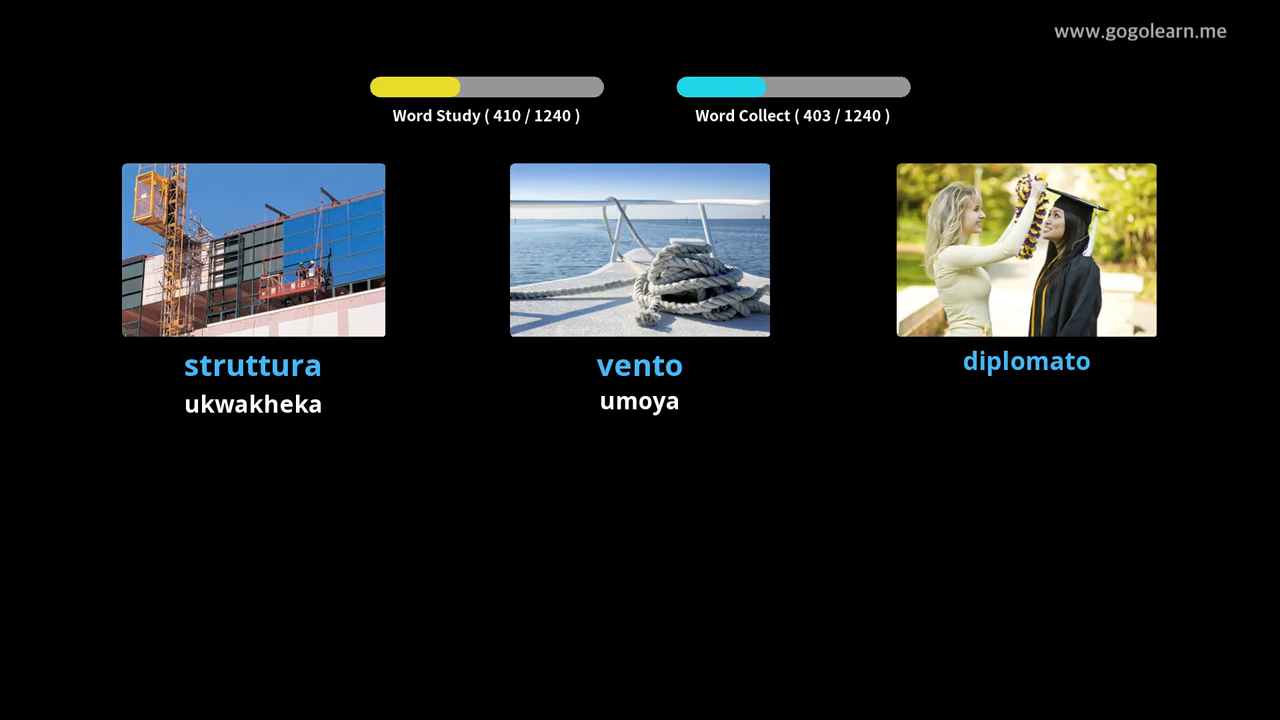 www.gogolearn.me
Word Study ( 410 / 1240 )
Word Collect ( 403 / 1240 )
struttura
ukwakheka
vento
umoya
diplomato